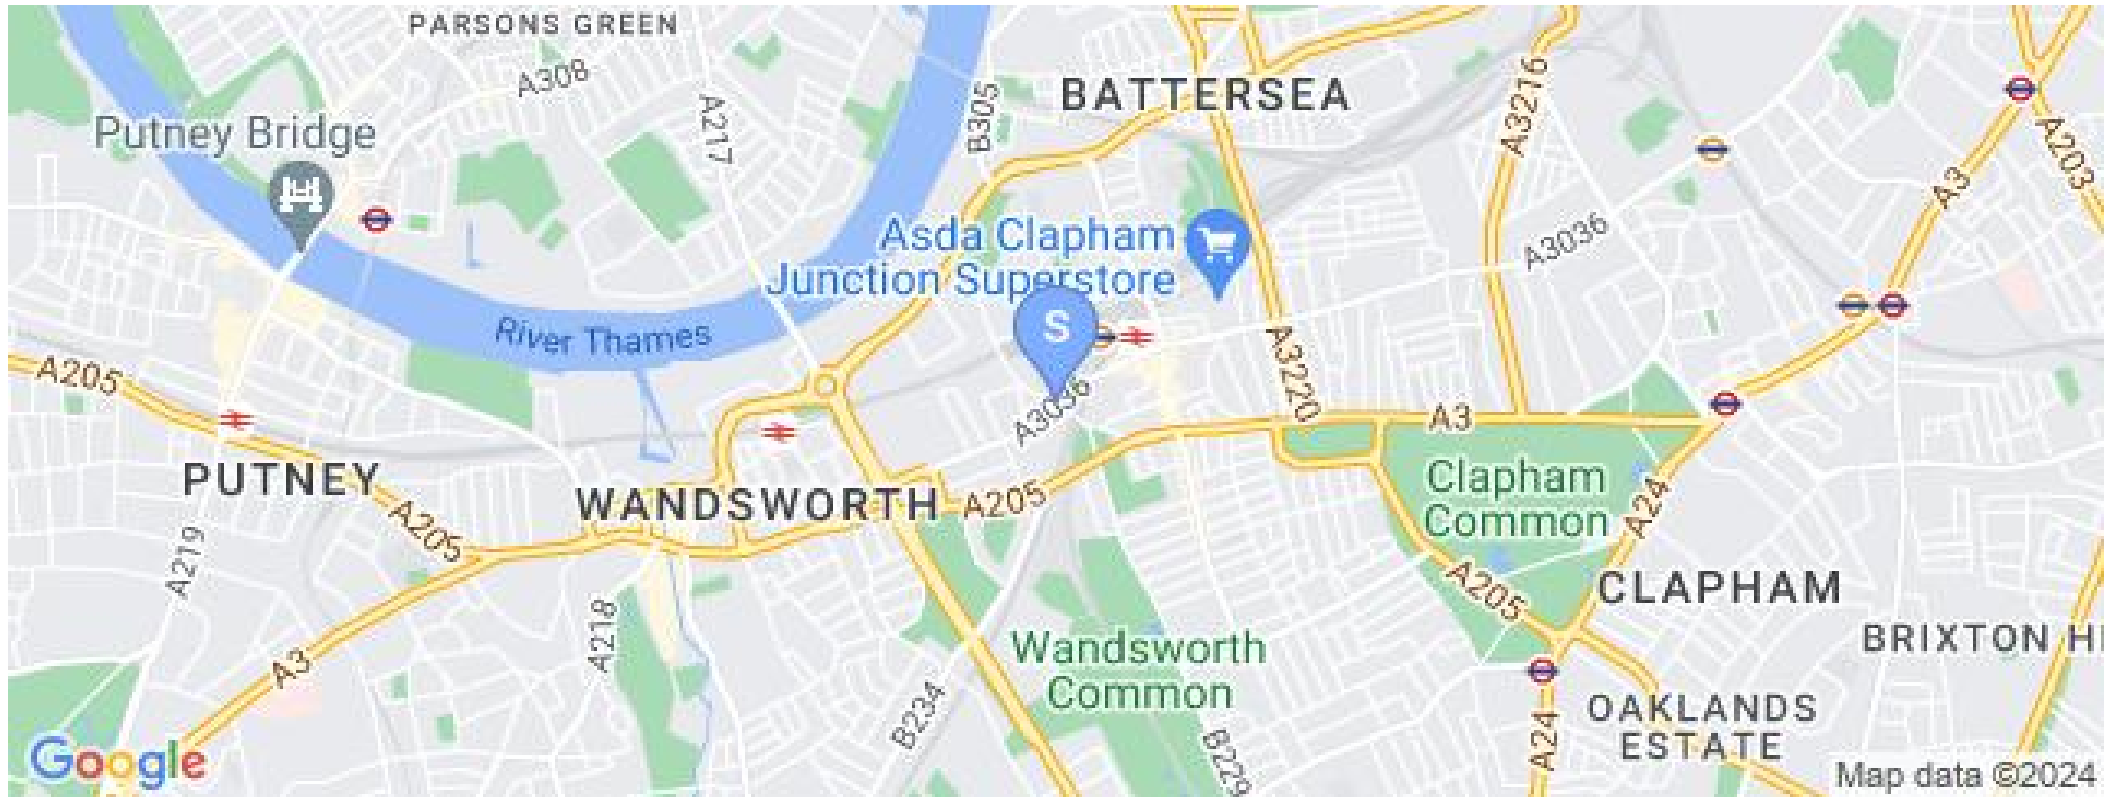 PARSONS GREEN
A308
A217
B305
BATTERSEA
A3216
A203
Putney Bridge
A3
A3036
Asda Clapham
Junction Superstore
S
River Thames
A205
A3220
A3036
A3
PUTNEY
WANDSWORTH
A205
Clapham
Common
A24
A205
A219
A218
A205
CLAPHAM
Wandsworth
Common
BRIXTON HI
A3
B234
B229
A24
OAKLANDS
ESTATE
Google
Map data ©2024